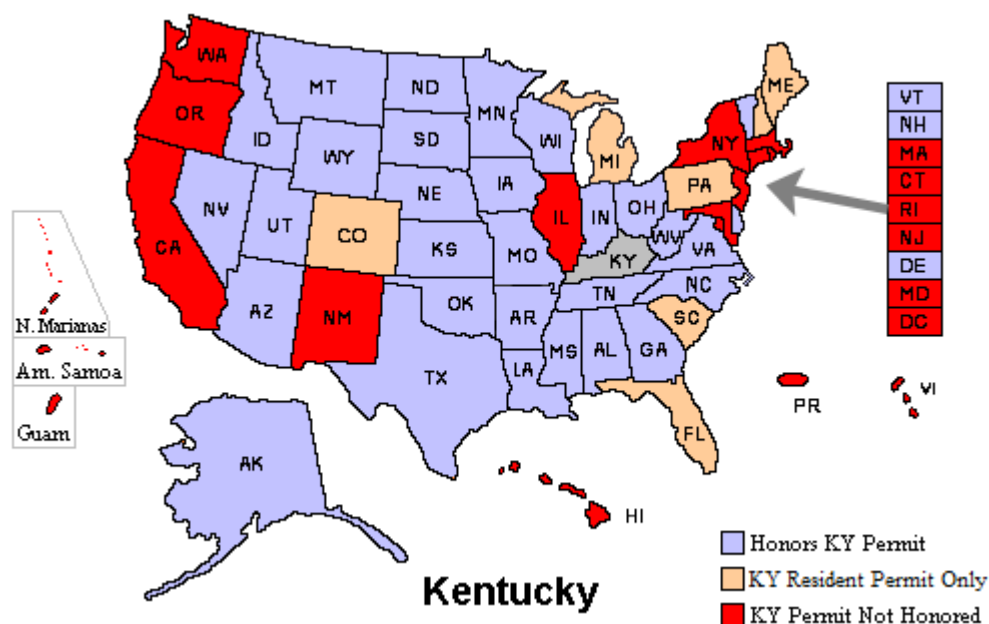 WA
MT
ND
MN
ME
VT
NH
OR
ID
SD
WI
NY
MA
WY
MI
CT
PA
RI
NV
NE
IA
NJ
UT
CO
IL
IN
OH
WV
DE
CA
KS
MO
KY
VA
MD
DC
AZ
NM
OK
AR
TN
NC
SC
N. Marianas
MS
AL
GA
Am. Samoa
TX
LA
PR
VI
Guam
FL
AK
HI
Honors KY Permit
KY Resident Permit Only
Kentucky
KY Permit Not Honored